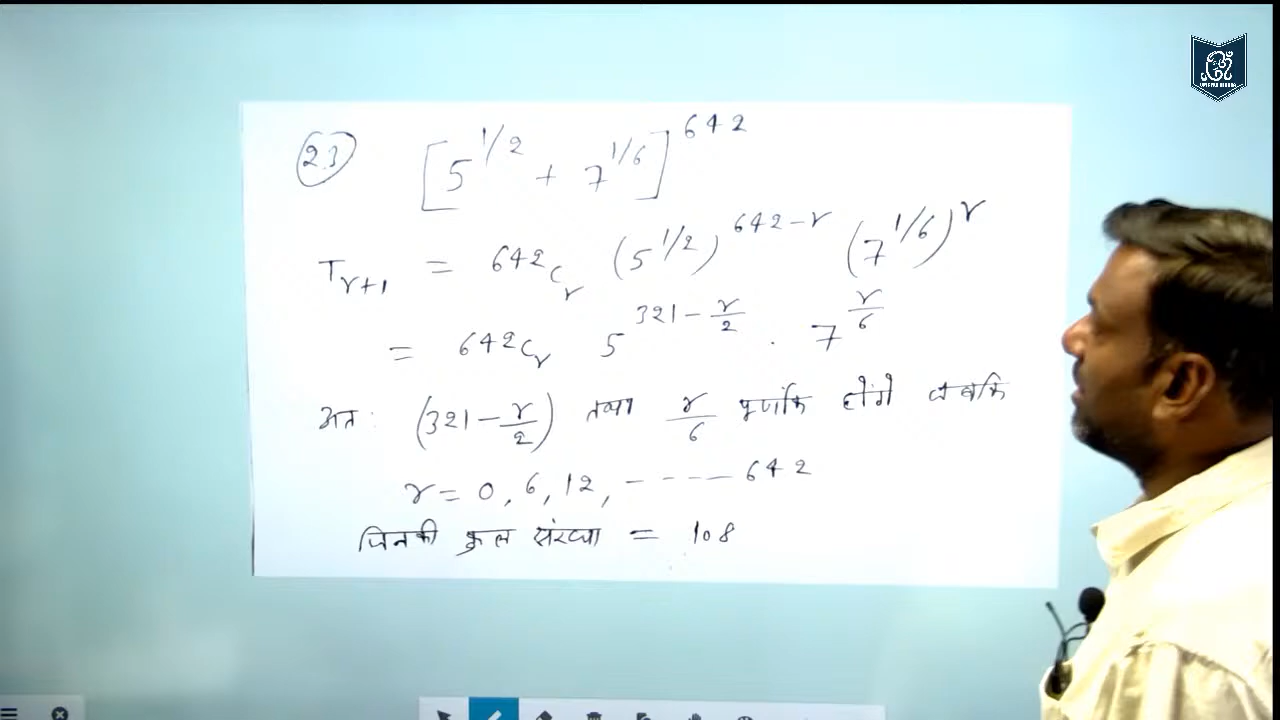 23 [5^{1/2} + 7^{1/6}]^{642}
T_{r+1} = 642C_r (5^{1/2})^{642-r} (7^{1/6})^r
= 642C_r 5^{321 - r/2} . 7^{r/6}
अतः (321 - r/2) तथा r/6 पूर्णांक होंगे जबकि
r = 0, 6, 12, ----- 642
जिनकी कुल संख्या = 108